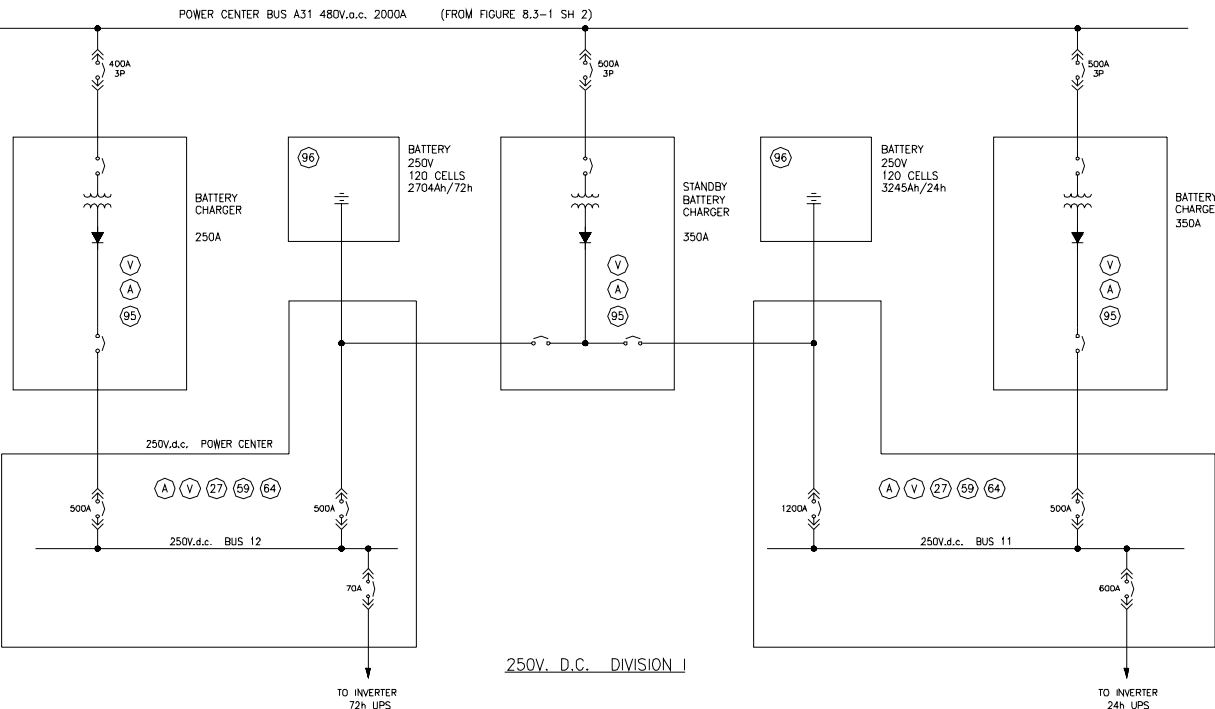 POWER CENTER BUS A31 480V.a.c. 2000A (FROM FIGURE 8.3-1 SH 2)
400A
3P
600A
3P
500A
3P
BATTERY
CHARGER
250A
96
BATTERY
250V
120 CELLS
2704Ah/72h
STANDBY
BATTERY
CHARGER
350A
96
BATTERY
250V
120 CELLS
3245Ah/24h
BATTERY
CHARGE
350A
V
A
95
V
A
95
V
A
95
250V.d.c. POWER CENTER
A V 27 59 64
A V 27 59 64
500A
500A
1200A
500A
250V.d.c. BUS 12
250V.d.c. BUS 11
70A
600A
250V. D.C. DIVISION I
TO INVERTER
72h UPS
TO INVERTER
24h UPS